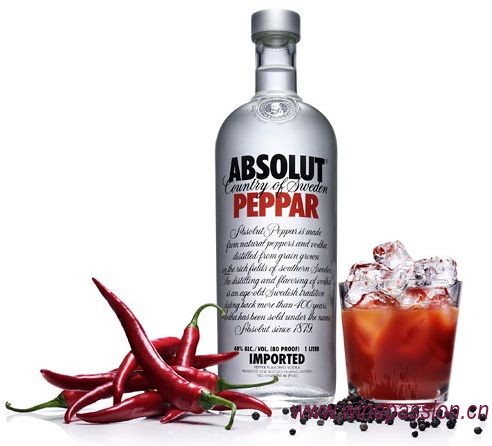 ABSOLUT
Country of Sweden
PEPPAR
Absolut Peppar is made
from natural peppers and vodka
distilled from grain grown
in the rich fields of southern Sweden.
The distilling and flavoring of vodka
is an age-old Swedish tradition
dating back more than 400 years.
Vodka has been sold under the name
Absolut since 1879.
40% ALC./VOL. (80 PROOF) 1 LITER
IMPORTED
PEPPER FLAVORED VODKA